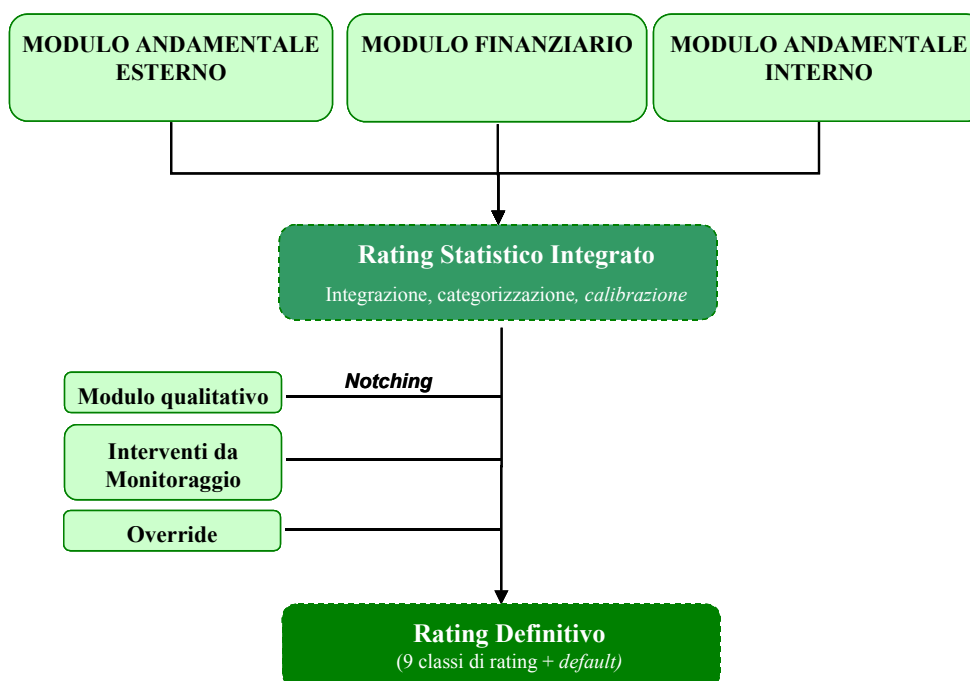 MODULO ANDAMENTALE
ESTERNO
MODULO FINANZIARIO
MODULO ANDAMENTALE
INTERNO
Rating Statistico Integrato
Integrazione, categorizzazione, calibrazione
Notching
Modulo qualitativo
Interventi da
Monitoraggio
Override
Rating Definitivo
(9 classi di rating + default)